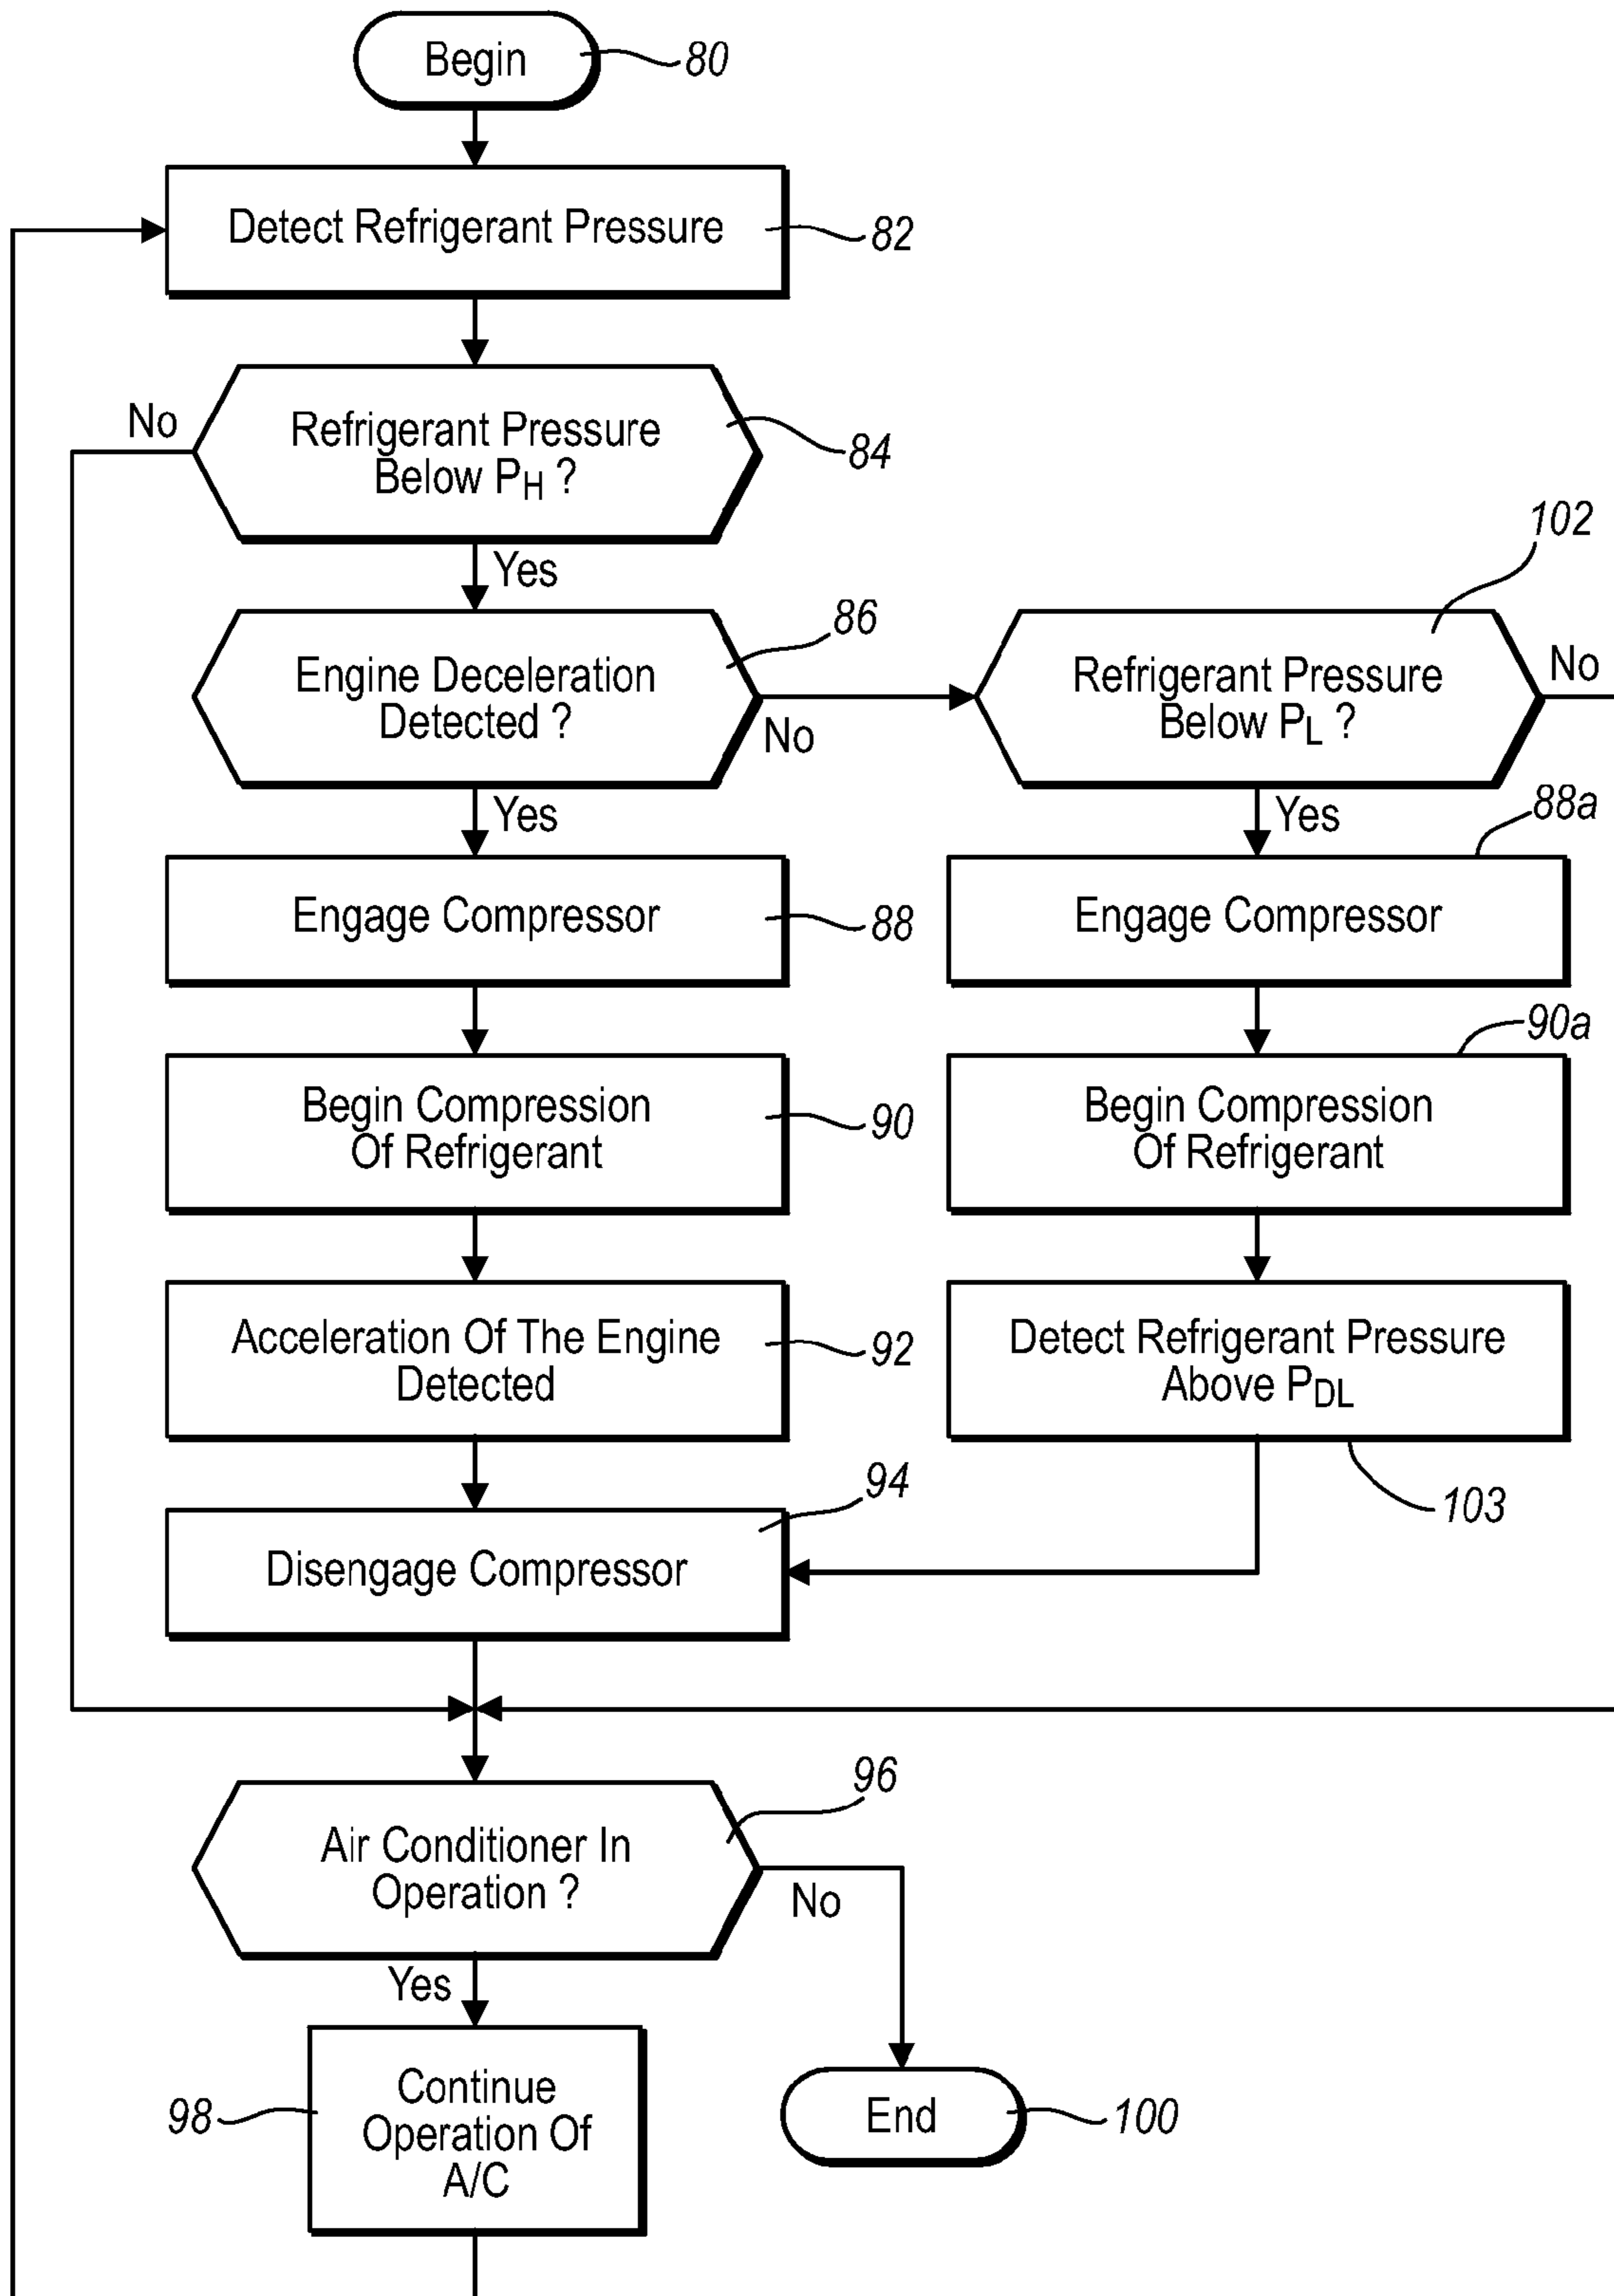 Begin
80
Detect Refrigerant Pressure
82
No
Refrigerant Pressure
Below PH ?
84
Yes
102
86
Engine Deceleration
Detected ?
No
Refrigerant Pressure
Below PL ?
No
Yes
Yes
88a
Engage Compressor
88
Engage Compressor
90a
Begin Compression
Of Refrigerant
90
Begin Compression
Of Refrigerant
Acceleration Of The Engine
Detected
92
Detect Refrigerant Pressure
Above PDL
103
94
Disengage Compressor
96
Air Conditioner In
Operation ?
No
Yes
98
Continue
Operation Of
A/C
End
100